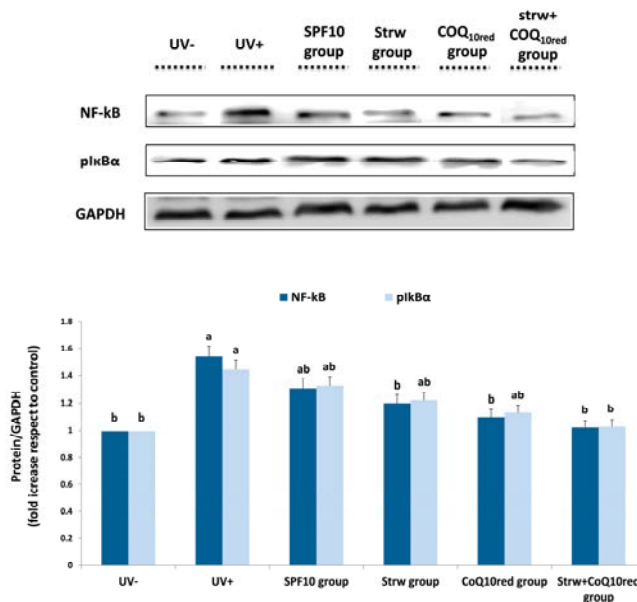 UV-
UV+
SPF10
group
Strw
group
COQ10red
group
strw+
COQ10red
group
NF-kB
pIκBα
GAPDH
NF-kB
pIkBα
Protein/GAPDH
(fold icrease respect to control)
1.8
1.6
1.4
1.2
1
0.8
0.6
0.4
0.2
0
b b
a a
ab ab
b ab
b ab
b b
UV-
UV+
SPF10 group
Strw group
CoQ10red group
Strw+CoQ10red
group